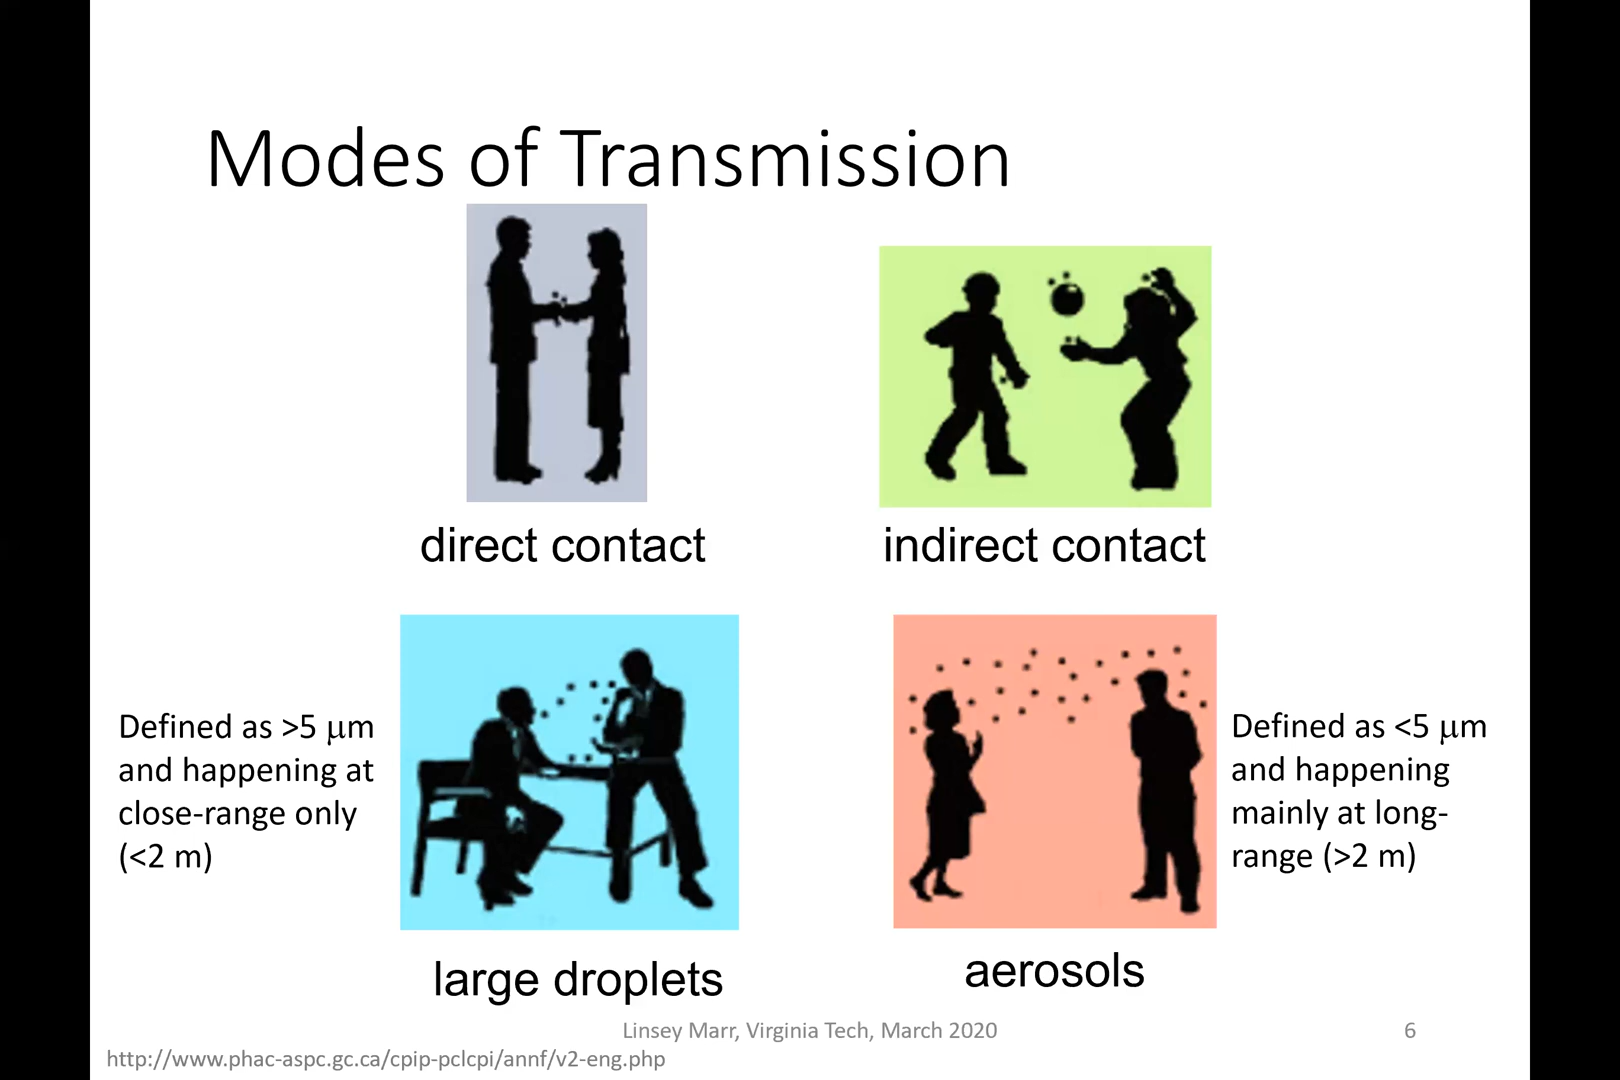 Modes of Transmission
direct contact
indirect contact
Defined as >5 μm
and happening at
close-range only
(<2 m)
Defined as <5 μm
and happening
mainly at long-
range (>2 m)
large droplets
aerosols
Linsey Marr, Virginia Tech, March 2020
6
http://www.phac-aspc.gc.ca/cpip-pclcpi/annf/v2-eng.php